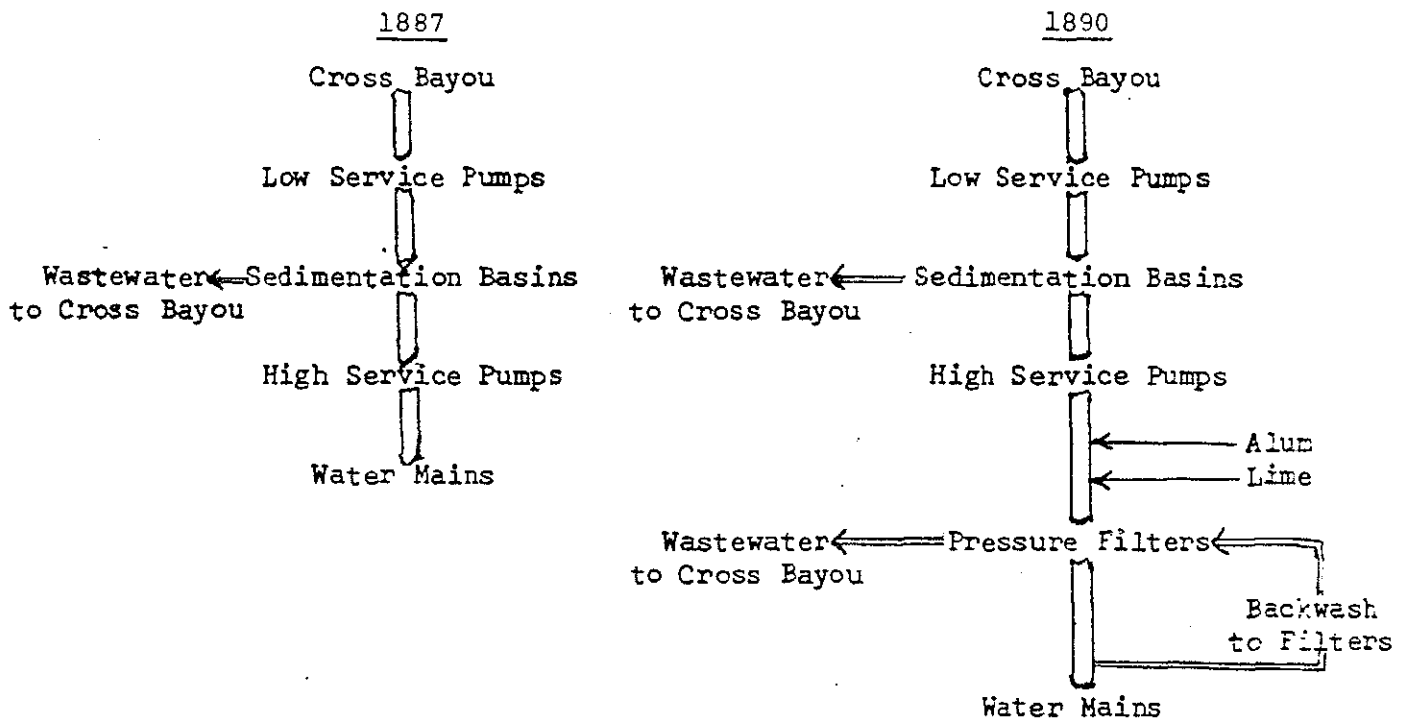 1887
Cross Bayou
Low Service Pumps
Wastewater
to Cross Bayou
Sedimentation Basins
High Service Pumps
Water Mains
1890
Cross Bayou
Low Service Pumps
Wastewater
to Cross Bayou
Sedimentation Basins
High Service Pumps
Alum
Lime
Wastewater
to Cross Bayou
Pressure Filters
Backwash
to Filters
Water Mains